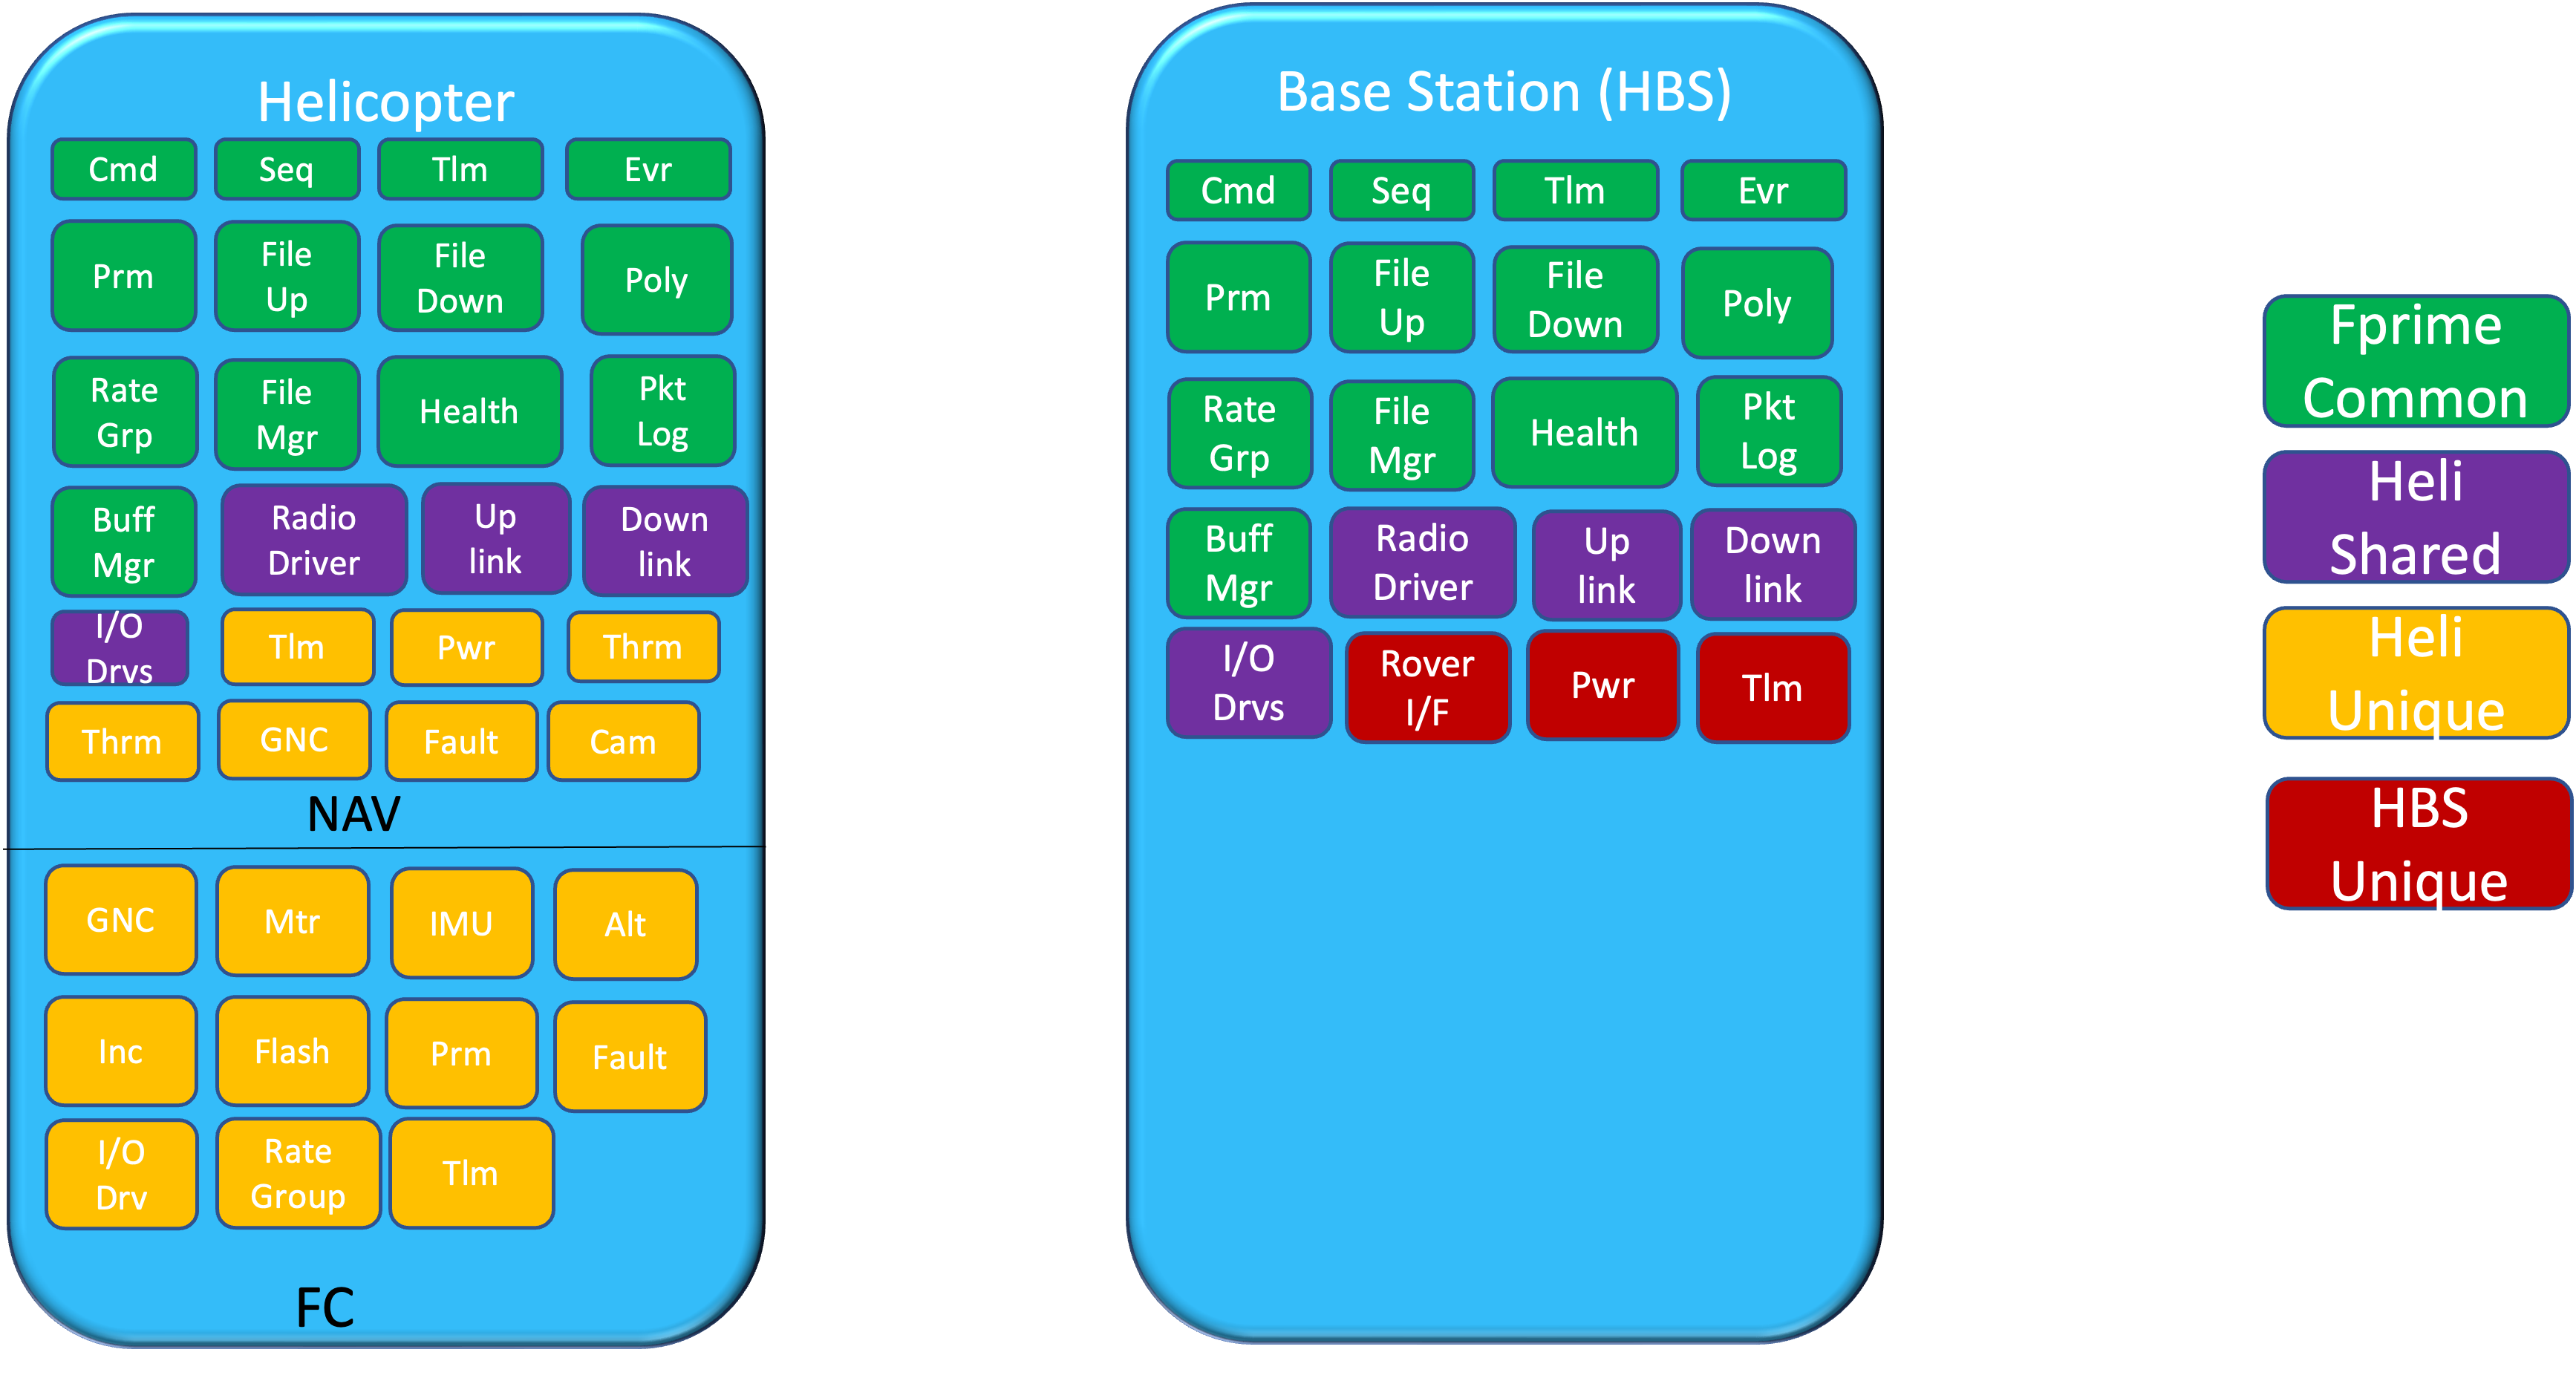 Helicopter
Cmd
Seq
Tlm
Evr
Prm
File
Up
File
Down
Poly
Rate
Grp
File
Mgr
Health
Pkt
Log
Buff
Mgr
Radio
Driver
Up
link
Down
link
I/O
Drvs
Tlm
Pwr
Thrm
Thrm
GNC
Fault
Cam
NAV
GNC
Mtr
IMU
Alt
Inc
Flash
Prm
Fault
I/O
Drv
Rate
Group
Tlm
FC
Base Station (HBS)
Cmd
Seq
Tlm
Evr
Prm
File
Up
File
Down
Poly
Rate
Grp
File
Mgr
Health
Pkt
Log
Buff
Mgr
Radio
Driver
Up
link
Down
link
I/O
Drvs
Rover
I/F
Pwr
Tlm
Fprime
Common
Heli
Shared
Heli
Unique
HBS
Unique